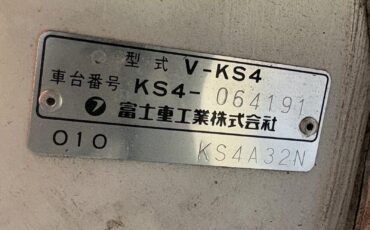 型式 V-KS4
車台番号 KS4-064191
フ 富士重工業株式会社
010 KS4A32N